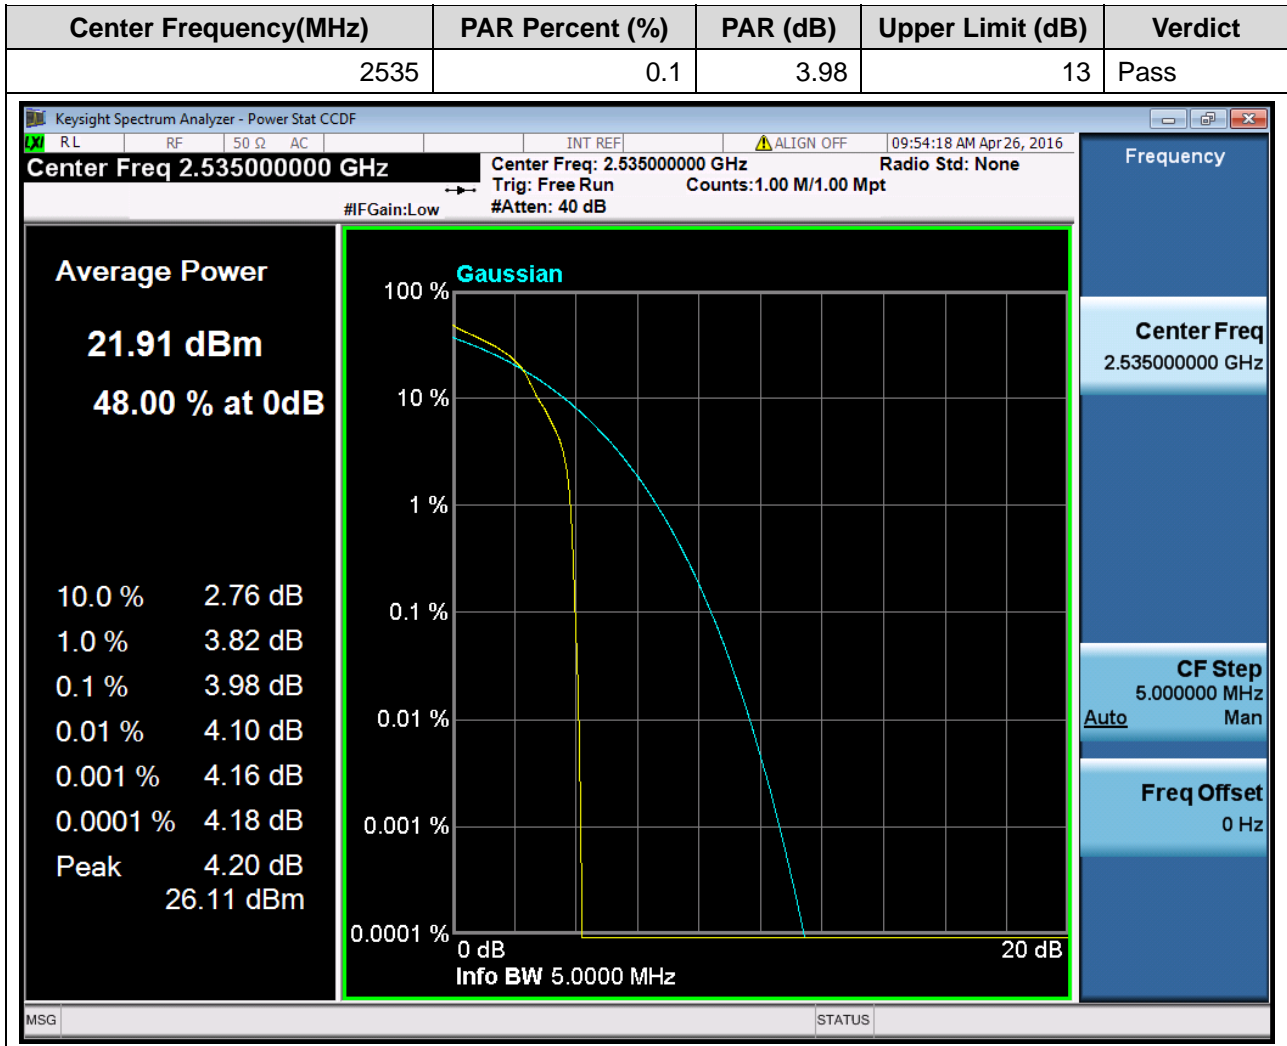 Center Frequency(MHz) PAR Percent (%) PAR (dB) Upper Limit (dB) Verdict
2535 0.1 3.98 13 Pass
Keysight Spectrum Analyzer - Power Stat CCDF
LXI RL RF 50 Ω AC INT REF ALIGN OFF 09:54:18 AM Apr 26, 2016
Center Freq 2.535000000 GHz
Center Freq: 2.535000000 GHz Radio Std: None
Trig: Free Run Counts:1.00 M/1.00 Mpt
#IFGain:Low #Atten: 40 dB
Average Power
21.91 dBm
48.00 % at 0dB
10.0 % 2.76 dB
1.0 % 3.82 dB
0.1 % 3.98 dB
0.01 % 4.10 dB
0.001 % 4.16 dB
0.0001 % 4.18 dB
Peak 4.20 dB
26.11 dBm
Gaussian
100 %
10 %
1 %
0.1 %
0.01 %
0.001 %
0.0001 %
0 dB 20 dB
Info BW 5.0000 MHz
Frequency
Center Freq
2.535000000 GHz
CF Step
5.000000 MHz
Auto Man
Freq Offset
0 Hz
MSG STATUS